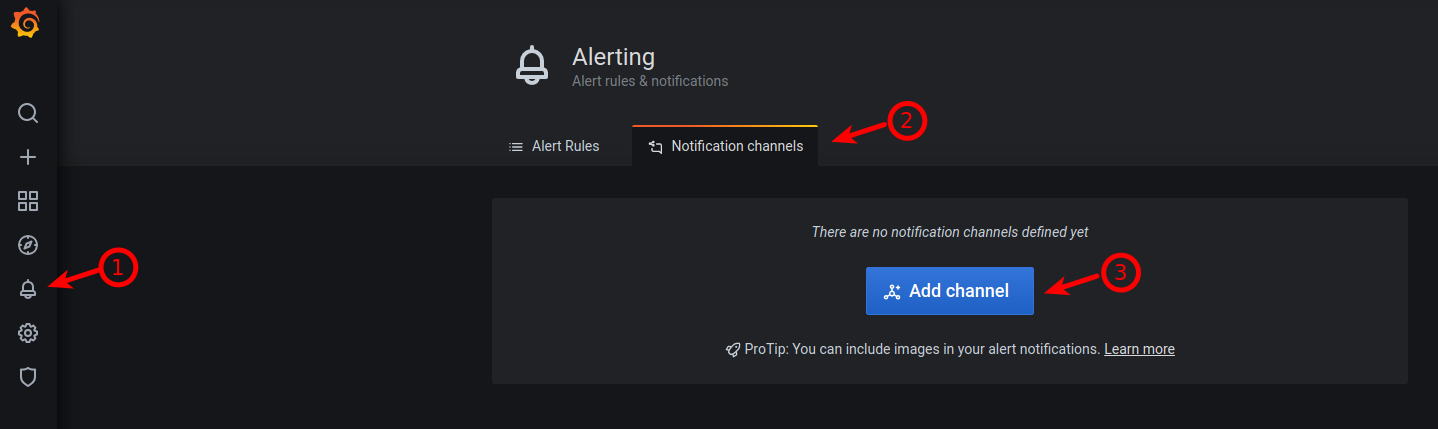 Alerting
Alert rules & notifications
2
Alert Rules
Notification channels
There are no notification channels defined yet
1
Add channel
3
ProTip: You can include images in your alert notifications. Learn more